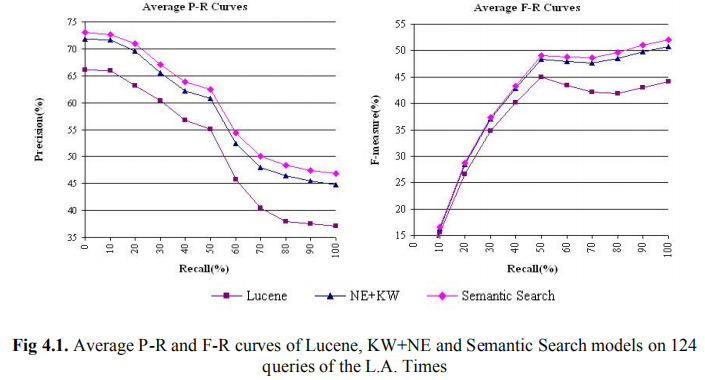 Average P-R Curves
75
70
65
60
55
50
45
40
35
Precision(%)
0 10 20 30 40 50 60 70 80 90 100
Recall(%)
Average F-R Curves
55
50
45
40
35
30
25
20
15
F-measure(%)
0 10 20 30 40 50 60 70 80 90 100
Recall(%)
Lucene NE+KW Semantic Search
Fig 4.1. Average P-R and F-R curves of Lucene, KW+NE and Semantic Search models on 124
queries of the L.A. Times